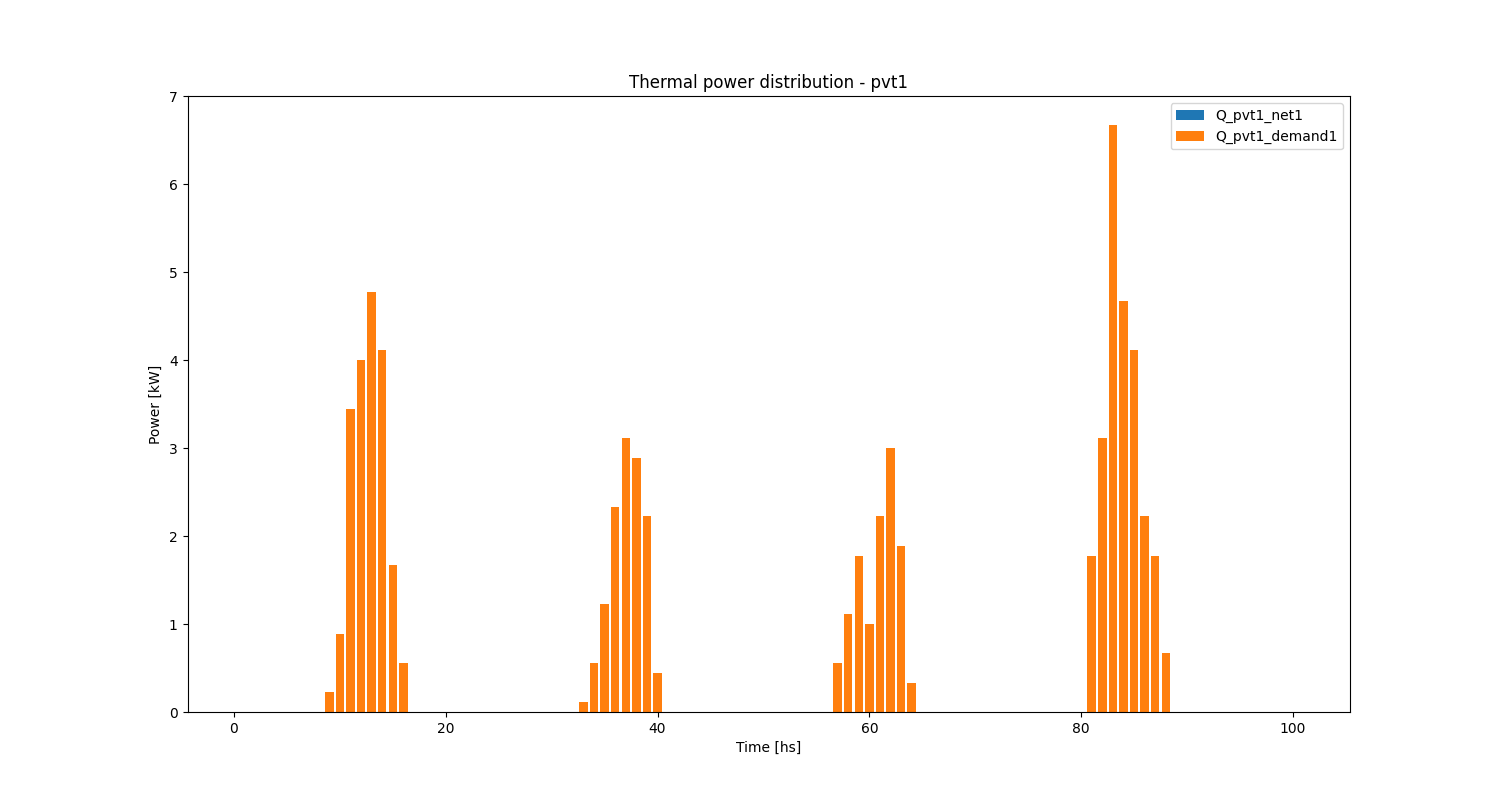 Thermal power distribution - pvt1
Q_pvt1_net1
Q_pvt1_demand1
7
6
5
4
3
2
1
0
Power [kW]
0 20 40 60 80 100
Time [hs]